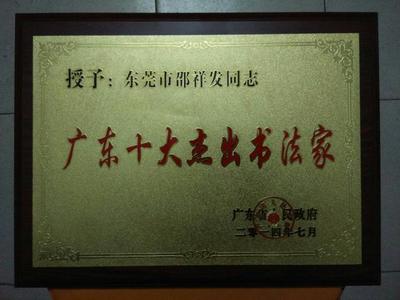 授予：东莞市邵祥发同志
广东十大杰出书法家
广东省 民政府
二零一四年七月